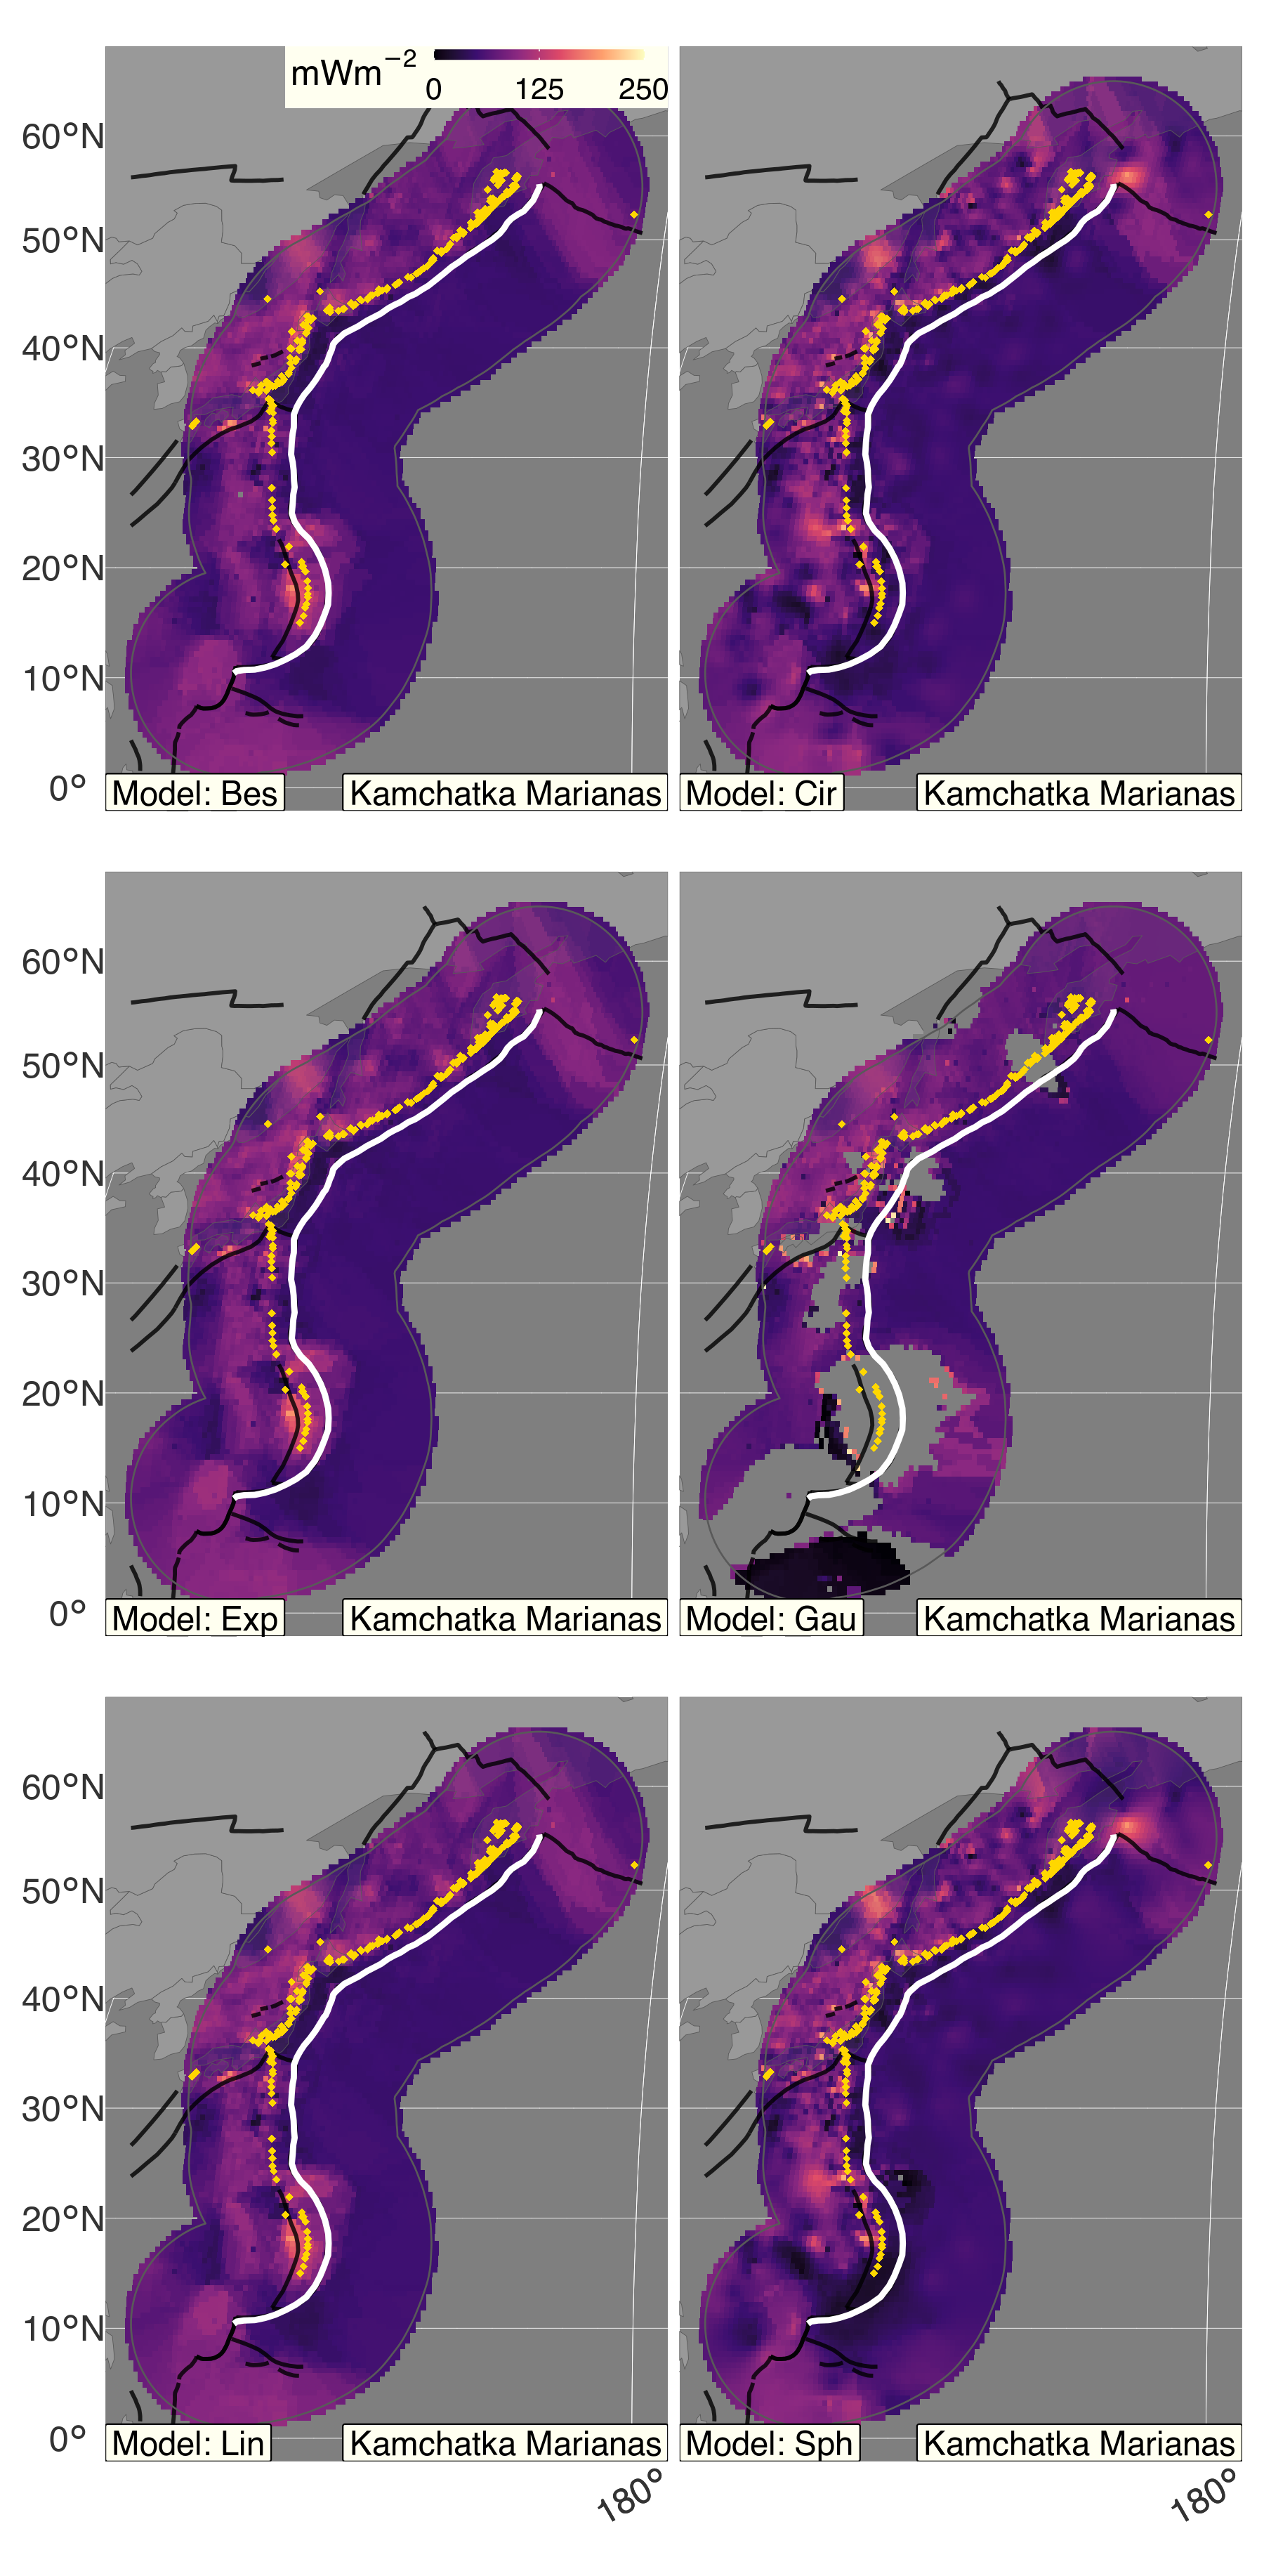 mWm−2
0 125 250
60°N
50°N
40°N
30°N
20°N
10°N
0°
Model: Bes
Kamchatka Marianas
Model: Cir
Kamchatka Marianas
60°N
50°N
40°N
30°N
20°N
10°N
0°
Model: Exp
Kamchatka Marianas
Model: Gau
Kamchatka Marianas
60°N
50°N
40°N
30°N
20°N
10°N
0°
Model: Lin
Kamchatka Marianas
Model: Sph
Kamchatka Marianas
180°
180°